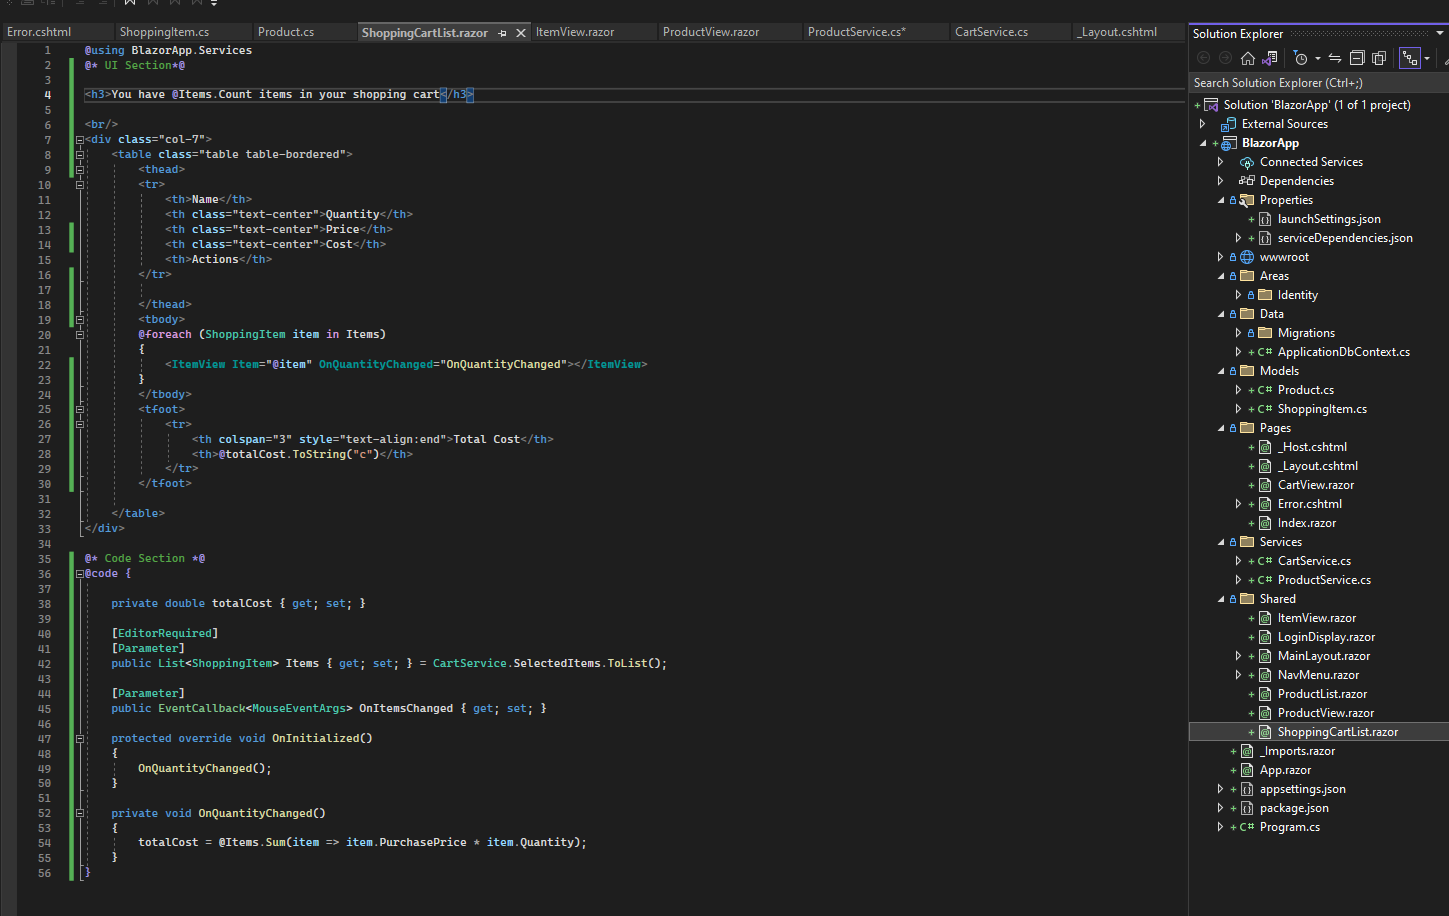 Error.cshtml
ShoppingItem.cs
Product.cs
ShoppingCartList.razor
ItemView.razor
ProductView.razor
ProductService.cs*
CartService.cs
_Layout.cshtml
1 @using BlazorApp.Services
2 @* UI Section*@
3
4 <h3>You have @Items.Count items in your shopping cart</h3>
5
6 <br/>
7 <div class="col-7">
8 <table class="table table-bordered">
9 <thead>
10 <tr>
11 <th>Name</th>
12 <th class="text-center">Quantity</th>
13 <th class="text-center">Price</th>
14 <th class="text-center">Cost</th>
15 <th>Actions</th>
16 </tr>
17
18 </thead>
19 <tbody>
20 @foreach (ShoppingItem item in Items)
21 {
22 <ItemView Item="@item" OnQuantityChanged="OnQuantityChanged"></ItemView>
23 }
24 </tbody>
25 <tfoot>
26 <tr>
27 <th colspan="3" style="text-align:end">Total Cost</th>
28 <th>@totalCost.ToString("c")</th>
29 </tr>
30 </tfoot>
31
32 </table>
33 </div>
34
35 @* Code Section *@
36 @code {
37
38 private double totalCost { get; set; }
39
40 [EditorRequired]
41 [Parameter]
42 public List<ShoppingItem> Items { get; set; } = CartService.SelectedItems.ToList();
43
44 [Parameter]
45 public EventCallback<MouseEventArgs> OnItemsChanged { get; set; }
46
47 protected override void OnInitialized()
48 {
49 OnQuantityChanged();
50 }
51
52 private void OnQuantityChanged()
53 {
54 totalCost = @Items.Sum(item => item.PurchasePrice * item.Quantity);
55 }
56 }
Solution Explorer
Search Solution Explorer (Ctrl+;)
Solution 'BlazorApp' (1 of 1 project)
External Sources
BlazorApp
Connected Services
Dependencies
Properties
launchSettings.json
serviceDependencies.json
wwwroot
Areas
Identity
Data
Migrations
C# ApplicationDbContext.cs
Models
C# Product.cs
C# ShoppingItem.cs
Pages
_Host.cshtml
_Layout.cshtml
CartView.razor
Error.cshtml
Index.razor
Services
C# CartService.cs
C# ProductService.cs
Shared
ItemView.razor
LoginDisplay.razor
MainLayout.razor
NavMenu.razor
ProductList.razor
ProductView.razor
ShoppingCartList.razor
_Imports.razor
App.razor
appsettings.json
package.json
C# Program.cs